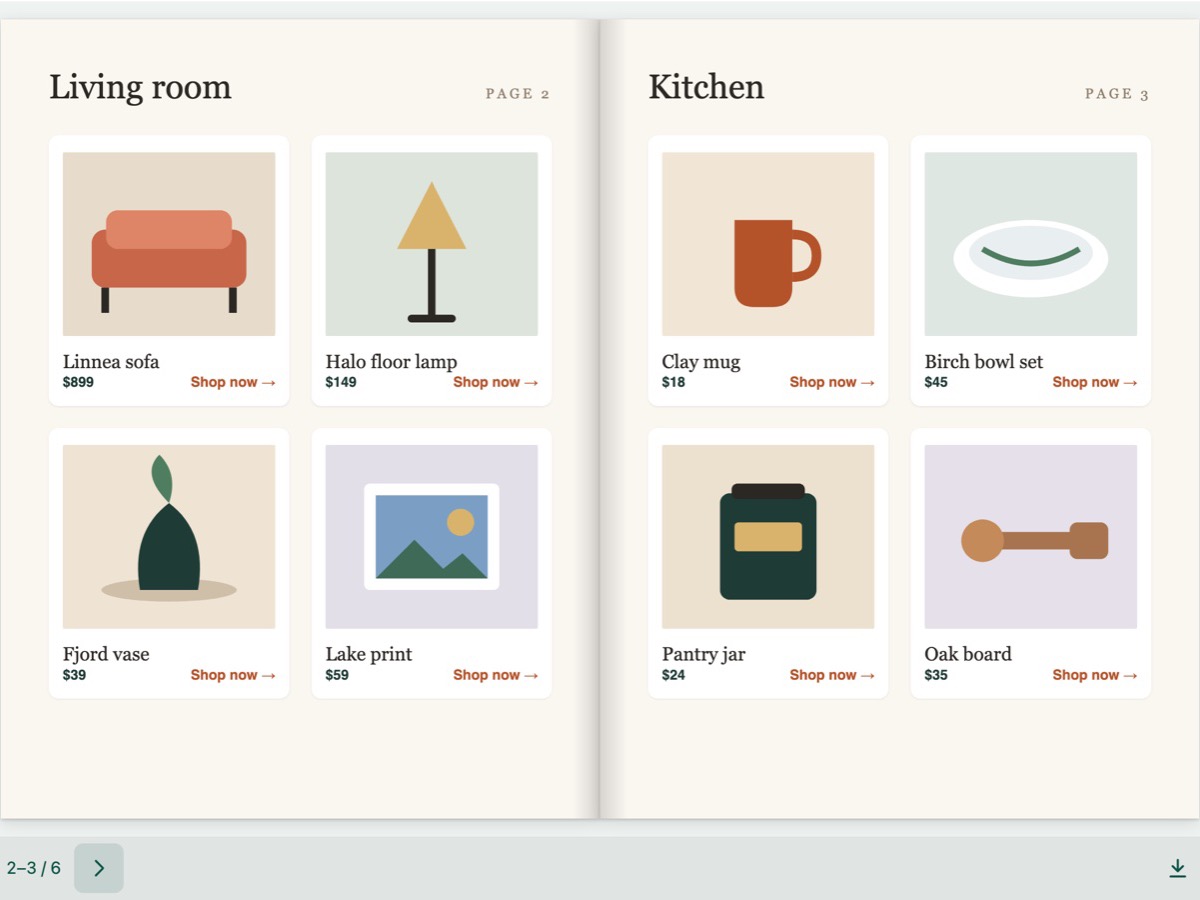 Living room
PAGE 2
Linnea sofa
$899
Shop now →
Halo floor lamp
$149
Shop now →
Fjord vase
$39
Shop now →
Lake print
$59
Shop now →
Kitchen
PAGE 3
Clay mug
$18
Shop now →
Birch bowl set
$45
Shop now →
Pantry jar
$24
Shop now →
Oak board
$35
Shop now →
2–3 / 6